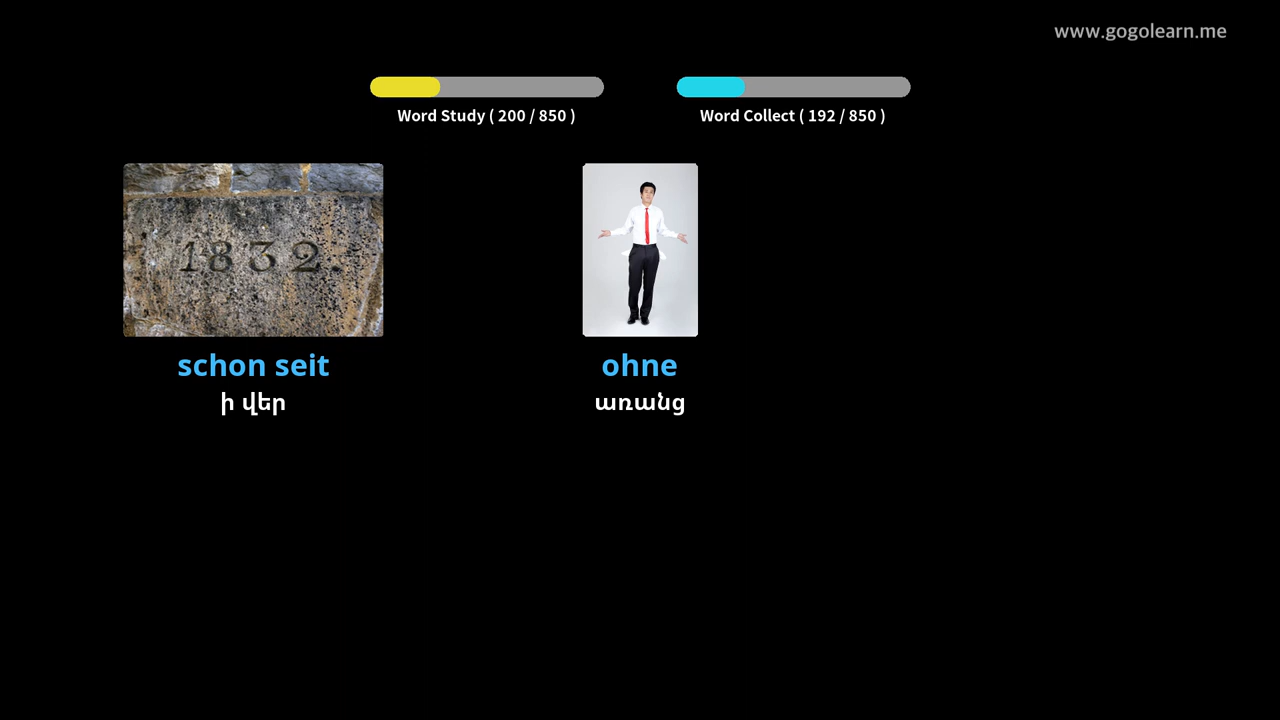 www.gogolearn.me
Word Study ( 200 / 850 )
Word Collect ( 192 / 850 )
1832.
schon seit
ի վեր
ohne
առանց